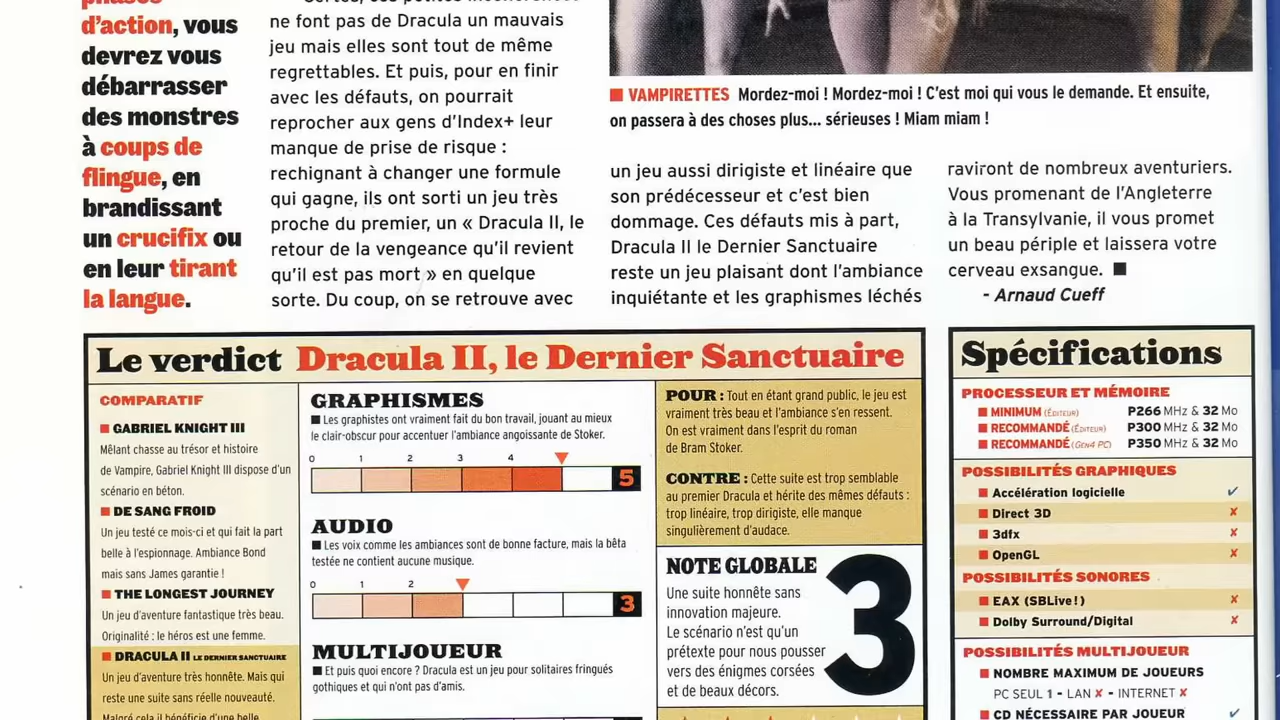 d'action, vous
devrez vous
débarrasser
des monstres
à coups de
flingue, en
brandissant
un crucifix ou
en leur tirant
la langue.
ne font pas de Dracula un mauvais
jeu mais elles sont tout de même
regrettables. Et puis, pour en finir
avec les défauts, on pourrait
reprocher aux gens d'Index+ leur
manque de prise de risque :
rechignant à changer une formule
qui gagne, ils ont sorti un jeu très
proche du premier, un « Dracula II, le
retour de la vengeance qu'il revient
qu'il est pas mort » en quelque
sorte. Du coup, on se retrouve avec
■ VAMPIRETTES Mordez-moi ! Mordez-moi ! C'est moi qui vous le demande. Et ensuite,
on passera à des choses plus... sérieuses ! Miam miam !
un jeu aussi dirigiste et linéaire que
son prédécesseur et c'est bien
dommage. Ces défauts mis à part,
Dracula II le Dernier Sanctuaire
reste un jeu plaisant dont l'ambiance
inquiétante et les graphismes léchés
raviront de nombreux aventuriers.
Vous promenant de l'Angleterre
à la Transylvanie, il vous promet
un beau périple et laissera votre
cerveau exsangue. ■
- Arnaud Cueff
Le verdict Dracula II, le Dernier Sanctuaire
COMPARATIF
■ GABRIEL KNIGHT III
Mêlant chasse au trésor et histoire
de Vampire, Gabriel Knight III dispose d'un
scénario en béton.
■ DE SANG FROID
Un jeu testé ce mois-ci et qui fait la part
belle à l'espionnage. Ambiance Bond
mais sans James garantie !
■ THE LONGEST JOURNEY
Un jeu d'aventure fantastique très beau.
Originalité : le héros est une femme.
■ DRACULA II LE DERNIER SANCTUAIRE
Un jeu d'aventure très honnête. Mais qui
reste une suite sans réelle nouveauté.
Malgré cela il bénéficie d'une belle
GRAPHISMES
■ Les graphistes ont vraiment fait du bon travail, jouant au mieux
le clair-obscur pour accentuer l'ambiance angoissante de Stoker.
0 1 2 3 4
5
AUDIO
■ Les voix comme les ambiances sont de bonne facture, mais la bêta
testée ne contient aucune musique.
0 1 2
3
MULTIJOUEUR
■ Et puis quoi encore ? Dracula est un jeu pour solitaires fringués
gothiques et qui n'ont pas d'amis.
POUR : Tout en étant grand public, le jeu est
vraiment très beau et l'ambiance s'en ressent.
On est vraiment dans l'esprit du roman
de Bram Stoker.
CONTRE : Cette suite est trop semblable
au premier Dracula et hérite des mêmes défauts :
trop linéaire, trop dirigiste, elle manque
singulièrement d'audace.
NOTE GLOBALE
Une suite honnête sans
innovation majeure.
Le scénario n'est qu'un
prétexte pour nous pousser
vers des énigmes corsées
et de beaux décors.
3
Spécifications
PROCESSEUR ET MÉMOIRE
■ MINIMUM (ÉDITEUR) P266 MHz & 32 Mo
■ RECOMMANDÉ (ÉDITEUR) P300 MHz & 32 Mo
■ RECOMMANDÉ (GEN4 PC) P350 MHz & 32 Mo
POSSIBILITÉS GRAPHIQUES
■ Accélération logicielle ✓
■ Direct 3D ✗
■ 3dfx ✗
■ OpenGL ✗
POSSIBILITÉS SONORES
■ EAX (SBLive!) ✗
■ Dolby Surround/Digital ✗
POSSIBILITÉS MULTIJOUEUR
■ NOMBRE MAXIMUM DE JOUEURS
PC SEUL 1 - LAN ✗ - INTERNET ✗
■ CD NÉCESSAIRE PAR JOUEUR ✓